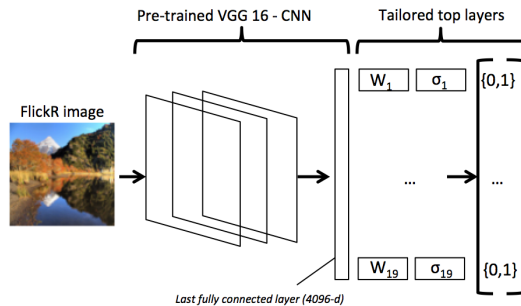 Pre-trained VGG 16 - CNN
Tailored top layers
FlickR image
W₁ σ₁ {0,1}
... ...
W₁₉ σ₁₉ {0,1}
Last fully connected layer (4096-d)